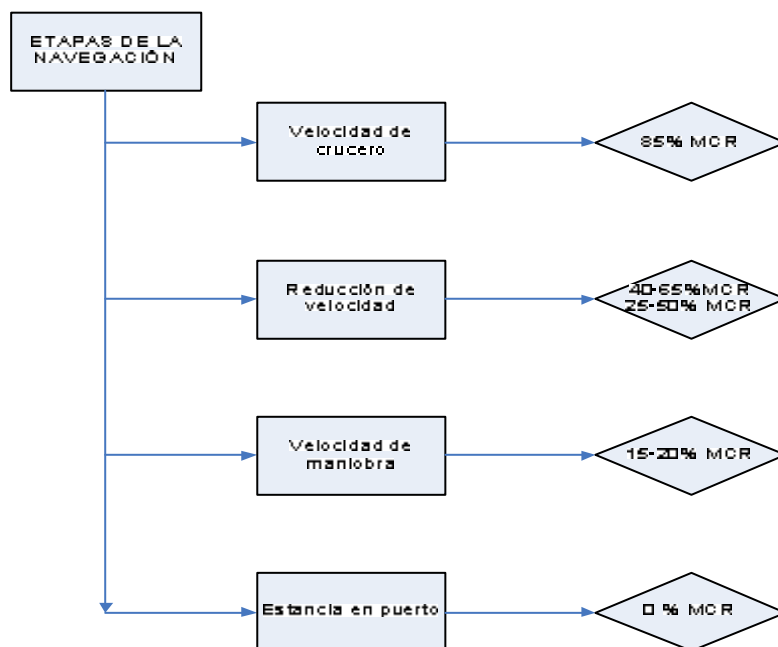 ETAPAS DE LA
NAVEGACIÓN
Velocidad de
crucero
85% MCR
Reducción de
velocidad
40-65%MCR
25-50% MCR
Velocidad de
maniobra
15-20% MCR
Estancia en puerto
0 % MCR